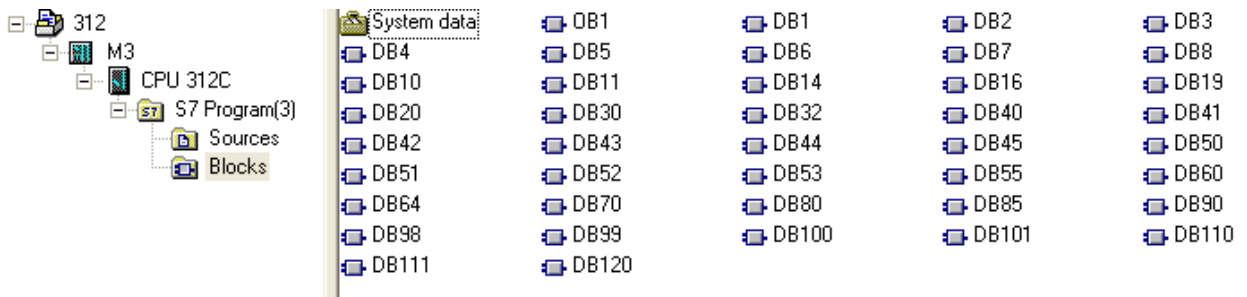 312
M3
CPU 312C
S7 Program(3)
Sources
Blocks
System data OB1 DB1 DB2 DB3
DB4 DB5 DB6 DB7 DB8
DB10 DB11 DB14 DB16 DB19
DB20 DB30 DB32 DB40 DB41
DB42 DB43 DB44 DB45 DB50
DB51 DB52 DB53 DB55 DB60
DB64 DB70 DB80 DB85 DB90
DB98 DB99 DB100 DB101 DB110
DB111 DB120